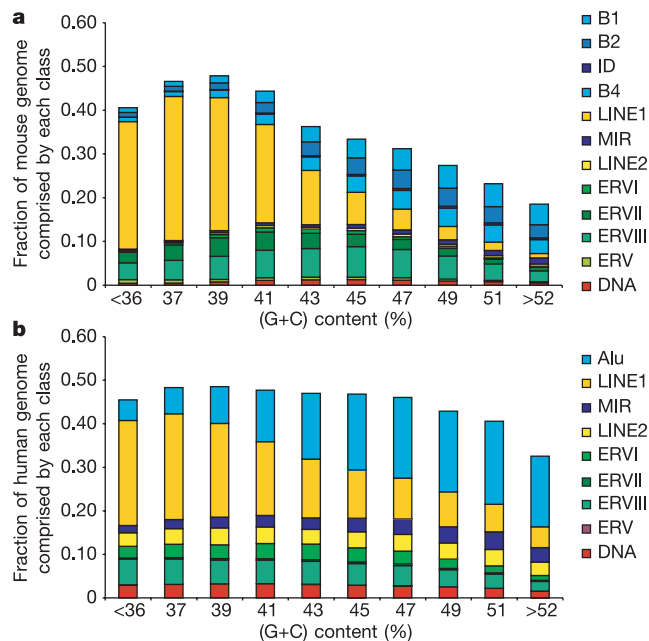 a
0.60
0.50
0.40
0.30
0.20
0.10
0
Fraction of mouse genome
comprised by each class
<36 37 39 41 43 45 47 49 51 >52
(G+C) content (%)
B1
B2
ID
B4
LINE1
MIR
LINE2
ERVI
ERVII
ERVIII
ERV
DNA
b
0.60
0.50
0.40
0.30
0.20
0.10
0
Fraction of human genome
comprised by each class
<36 37 39 41 43 45 47 49 51 >52
(G+C) content (%)
Alu
LINE1
MIR
LINE2
ERVI
ERVII
ERVIII
ERV
DNA